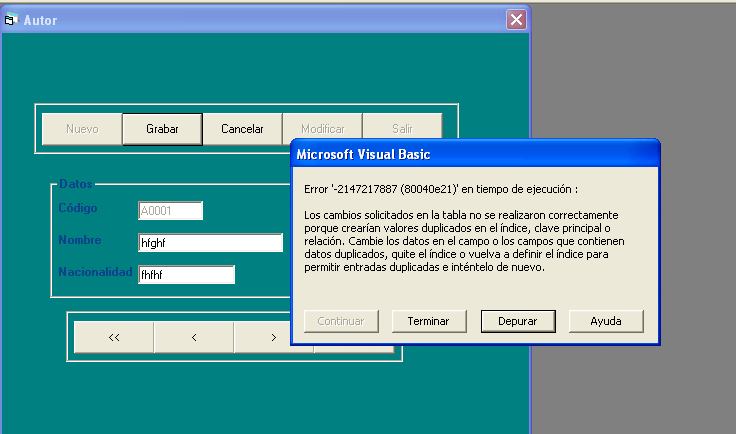 Autor
Nuevo Grabar Cancelar Modificar Salir
Microsoft Visual Basic
Error '-2147217887 (80040e21)' en tiempo de ejecución :
Los cambios solicitados en la tabla no se realizaron correctamente
porque crearían valores duplicados en el índice, clave principal o
relación. Cambie los datos en el campo o los campos que contienen
datos duplicados, quite el índice o vuelva a definir el índice para
permitir entradas duplicadas e inténtelo de nuevo.
Continuar Terminar Depurar Ayuda
Datos
Código A0001
Nombre hfghf
Nacionalidad fhfhf
<< < >